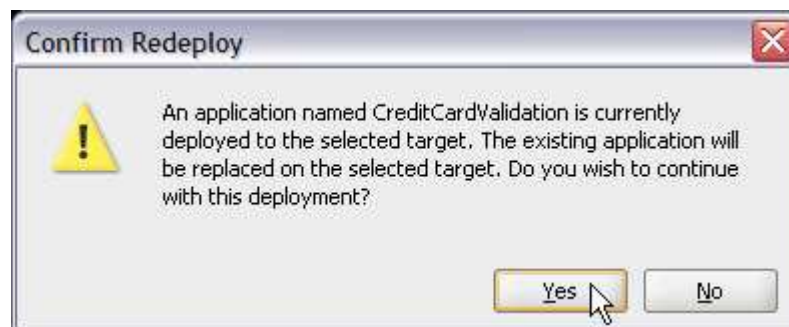 Confirm Redeploy
An application named CreditCardValidation is currently
deployed to the selected target. The existing application will
be replaced on the selected target. Do you wish to continue
with this deployment?
Yes
No